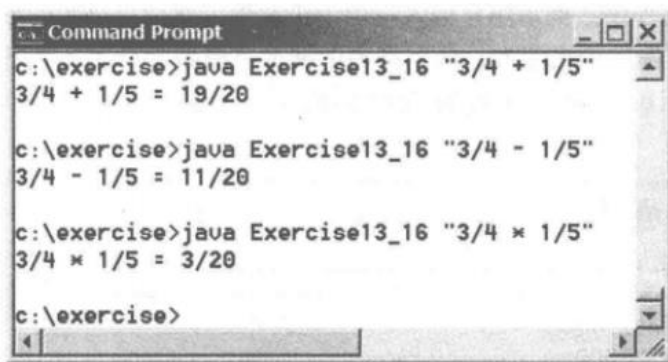 Command Prompt
c:\exercise>java Exercise13_16 "3/4 + 1/5"
3/4 + 1/5 = 19/20
c:\exercise>java Exercise13_16 "3/4 - 1/5"
3/4 - 1/5 = 11/20
c:\exercise>java Exercise13_16 "3/4 * 1/5"
3/4 * 1/5 = 3/20
c:\exercise>